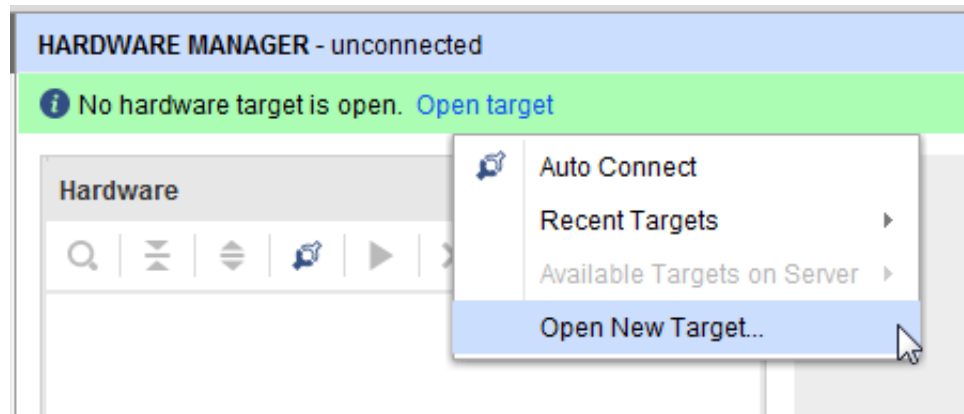 HARDWARE MANAGER - unconnected
No hardware target is open. Open target
Hardware
Auto Connect
Recent Targets
Available Targets on Server
Open New Target...